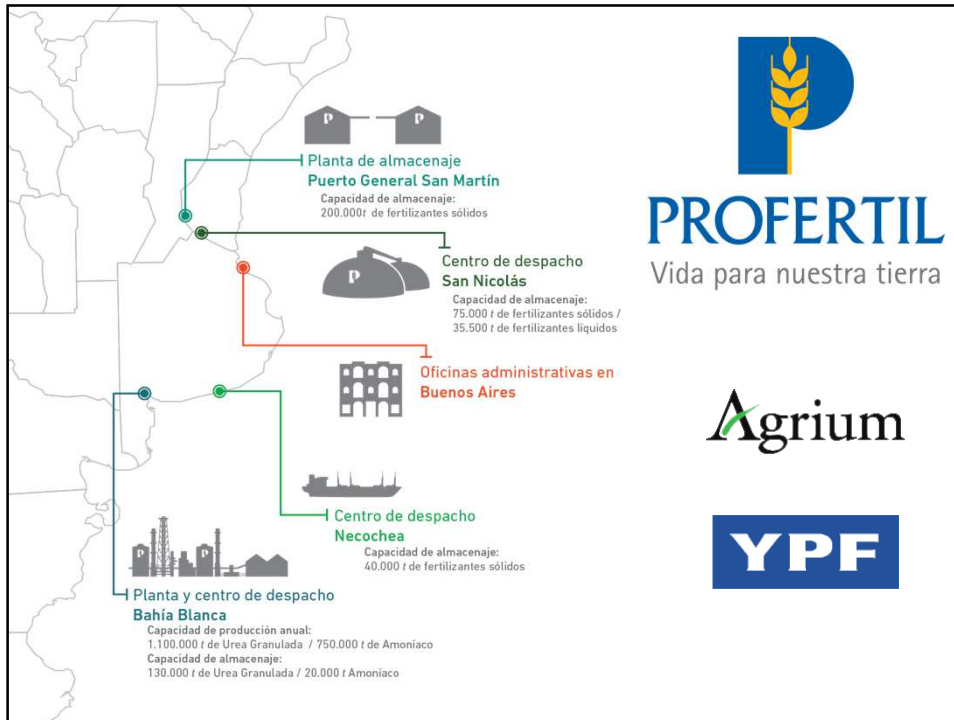 Planta de almacenaje
Puerto General San Martín
Capacidad de almacenaje:
200.000t de fertilizantes sólidos
Centro de despacho
San Nicolás
Capacidad de almacenaje:
75.000 t de fertilizantes sólidos /
35.500 t de fertilizantes líquidos
Oficinas administrativas en
Buenos Aires
Centro de despacho
Necochea
Capacidad de almacenaje:
40.000 t de fertilizantes sólidos
Planta y centro de despacho
Bahía Blanca
Capacidad de producción anual:
1.100.000 t de Urea Granulada / 750.000 t de Amoníaco
Capacidad de almacenaje:
130.000 t de Urea Granulada / 20.000 t Amoníaco
PROFERTIL
Vida para nuestra tierra
Agrium
YPF